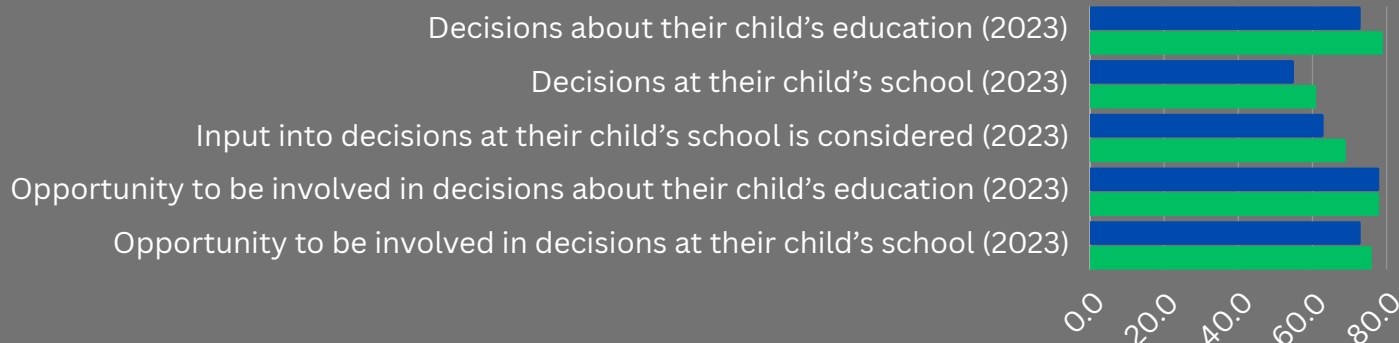 Decisions about their child’s education (2023)
Decisions at their child’s school (2023)
Input into decisions at their child’s school is considered (2023)
Opportunity to be involved in decisions about their child’s education (2023)
Opportunity to be involved in decisions at their child’s school (2023)
0.0 20.0 40.0 60.0 80.0